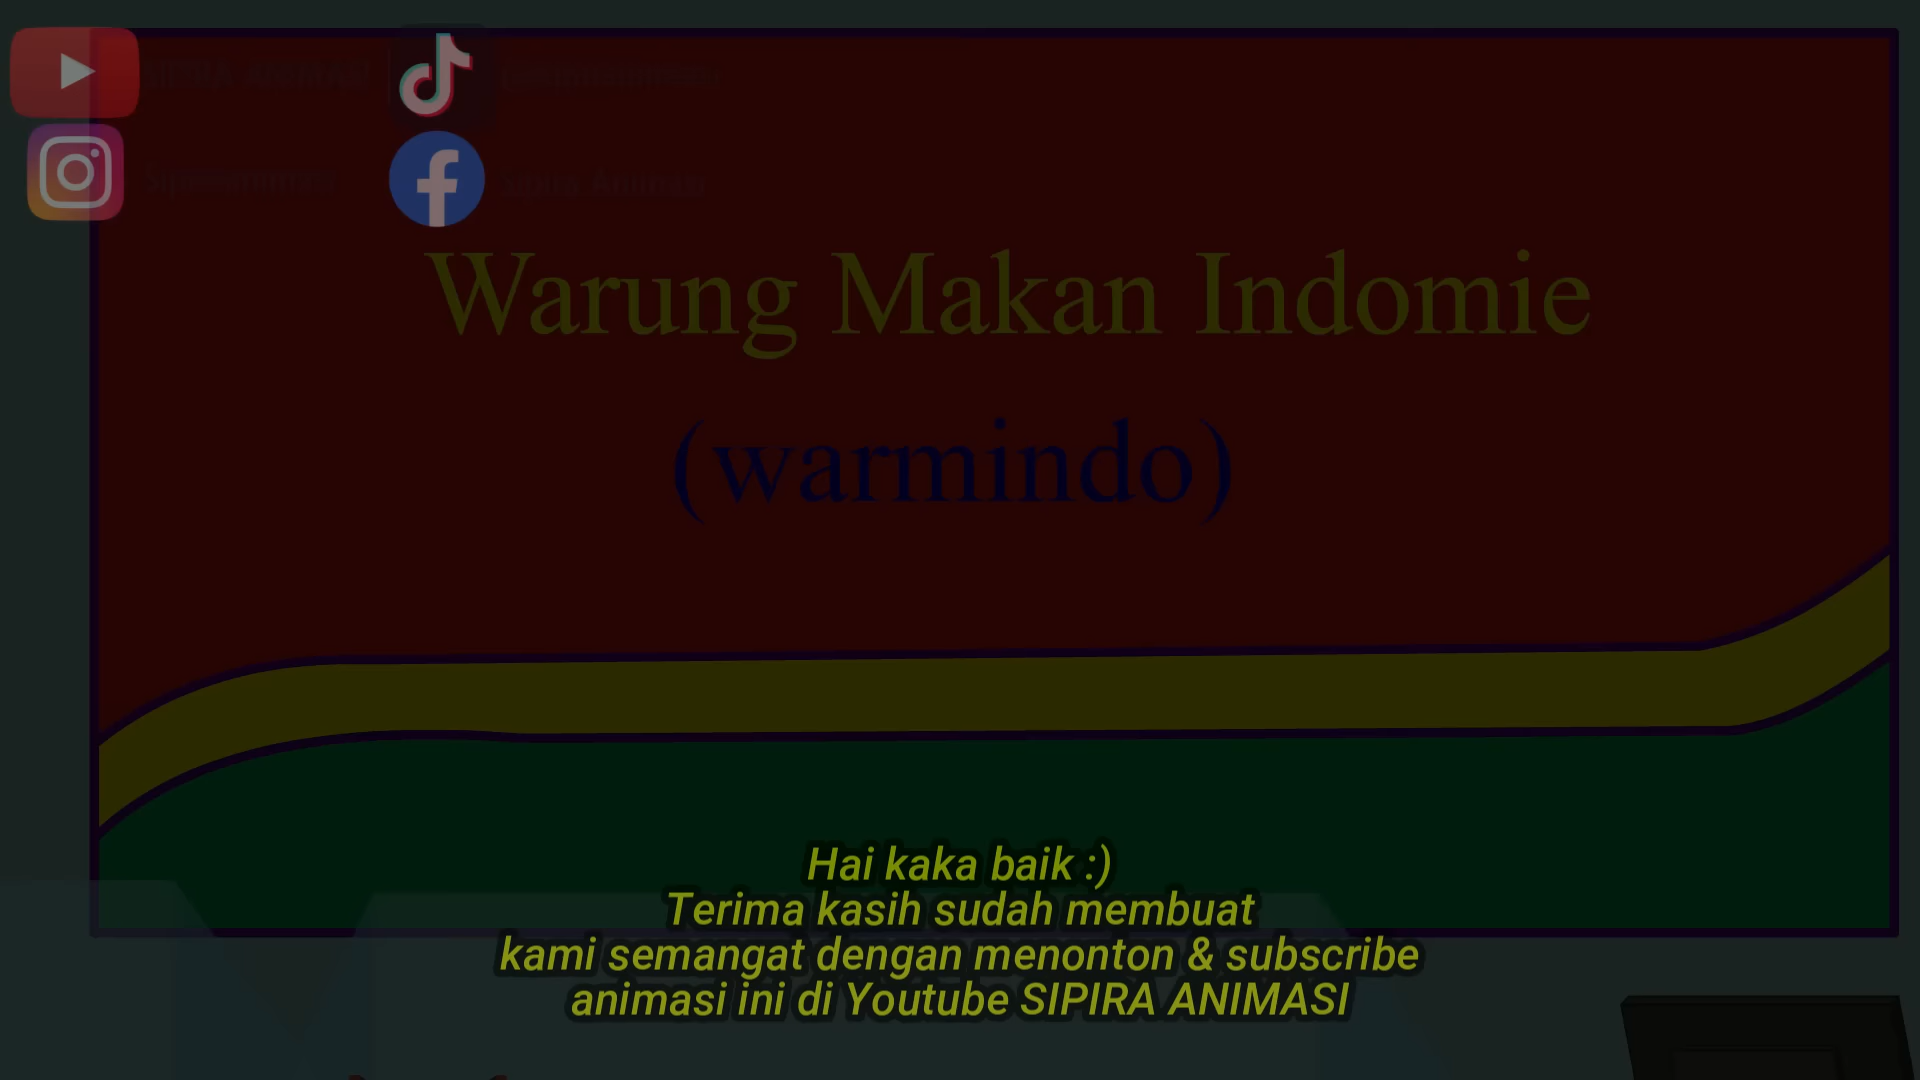 Warung Makan Indomie
(warmindo)
Hai kaka baik :)
Terima kasih sudah membuat
kami semangat dengan menonton & subscribe
animasi ini di Youtube SIPIRA ANIMASI